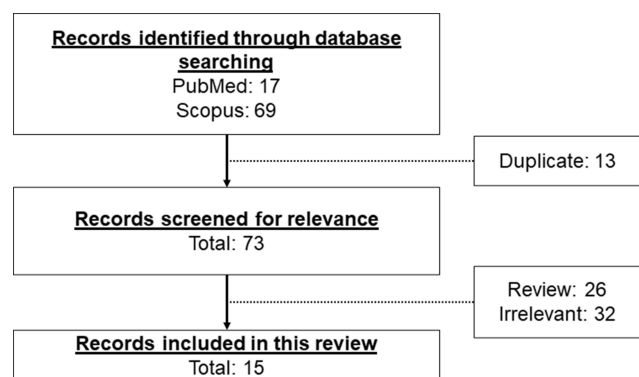 Records identified through database
searching
PubMed: 17
Scopus: 69
Duplicate: 13
Records screened for relevance
Total: 73
Review: 26
Irrelevant: 32
Records included in this review
Total: 15